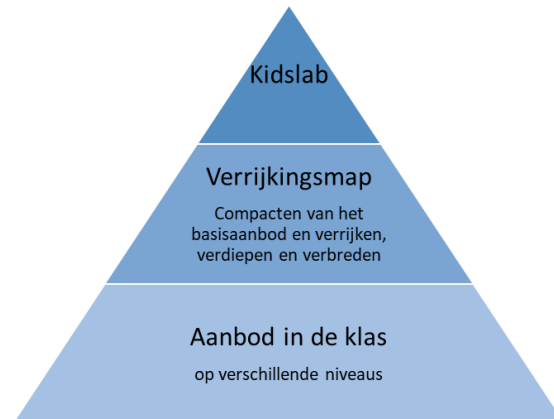 Kidslab
Verrijkingsmap
Compacten van het
basisaanbod en verrijken,
verdiepen en verbreden
Aanbod in de klas
op verschillende niveaus